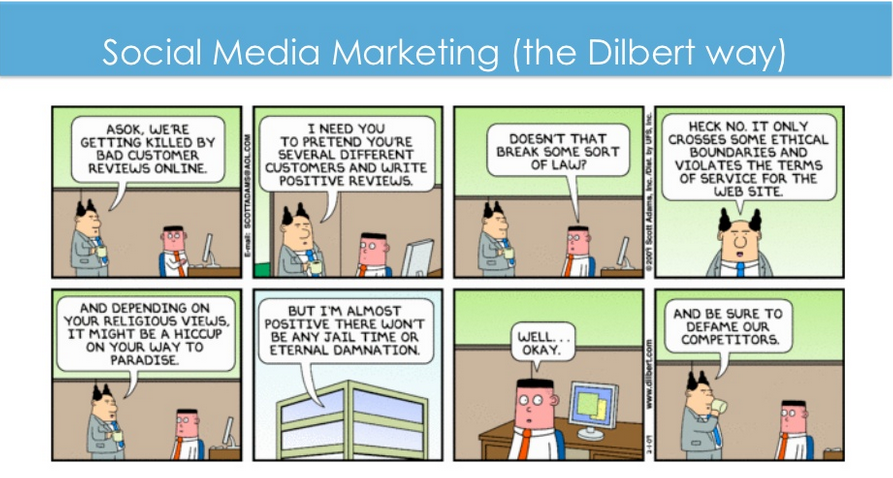 Social Media Marketing (the Dilbert way)
ASOK, WE'RE
GETTING KILLED BY
BAD CUSTOMER
REVIEWS ONLINE.
E-mail: SCOTTADAMS@AOL.COM
I NEED YOU
TO PRETEND YOU'RE
SEVERAL DIFFERENT
CUSTOMERS AND WRITE
POSITIVE REVIEWS.
DOESN'T THAT
BREAK SOME SORT
OF LAW?
©2009 Scott Adams, Inc./Dist. by UFS, Inc.
HECK NO. IT ONLY
CROSSES SOME ETHICAL
BOUNDARIES AND
VIOLATES THE TERMS
OF SERVICE FOR THE
WEB SITE.
AND DEPENDING ON
YOUR RELIGIOUS VIEWS,
IT MIGHT BE A HICCUP
ON YOUR WAY TO
PARADISE.
BUT I'M ALMOST
POSITIVE THERE WON'T
BE ANY JAIL TIME OR
ETERNAL DAMNATION.
WELL...
OKAY.
www.dilbert.com
2-1-09
AND BE SURE TO
DEFAME OUR
COMPETITORS.